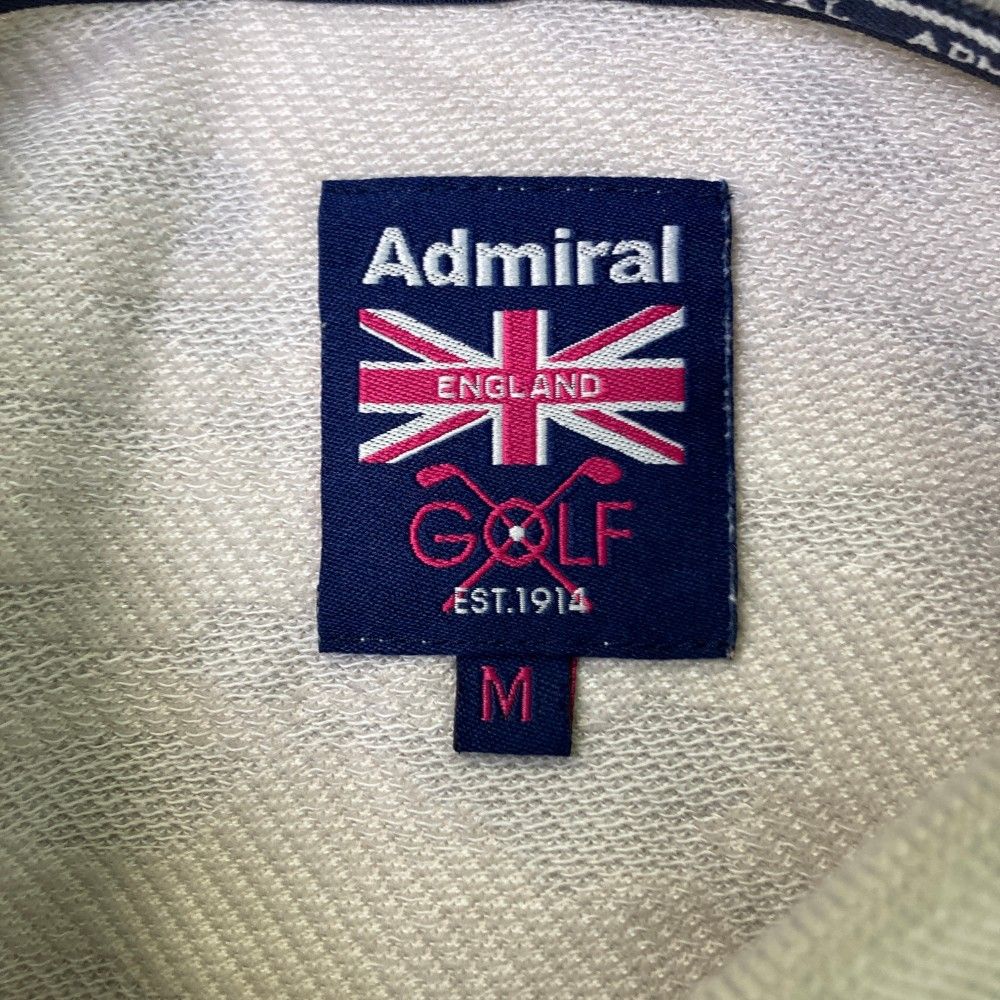 Admiral
ENGLAND
GOLF
EST.1914
M